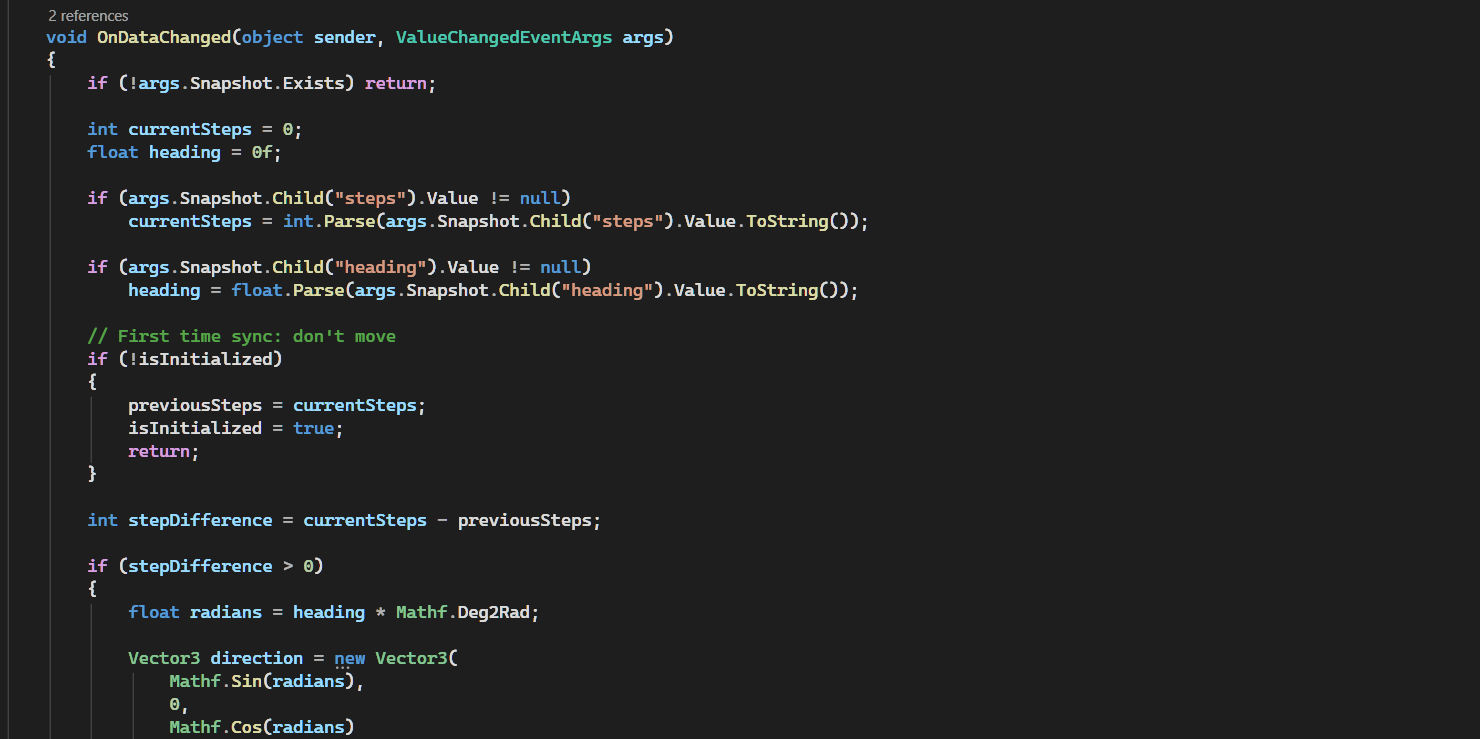 2 references
void OnDataChanged(object sender, ValueChangedEventArgs args)
{
if (!args.Snapshot.Exists) return;
int currentSteps = 0;
float heading = 0f;
if (args.Snapshot.Child("steps").Value != null)
currentSteps = int.Parse(args.Snapshot.Child("steps").Value.ToString());
if (args.Snapshot.Child("heading").Value != null)
heading = float.Parse(args.Snapshot.Child("heading").Value.ToString());
// First time sync: don't move
if (!isInitialized)
{
previousSteps = currentSteps;
isInitialized = true;
return;
}
int stepDifference = currentSteps - previousSteps;
if (stepDifference > 0)
{
float radians = heading * Mathf.Deg2Rad;
Vector3 direction = new Vector3(
Mathf.Sin(radians),
0,
Mathf.Cos(radians)